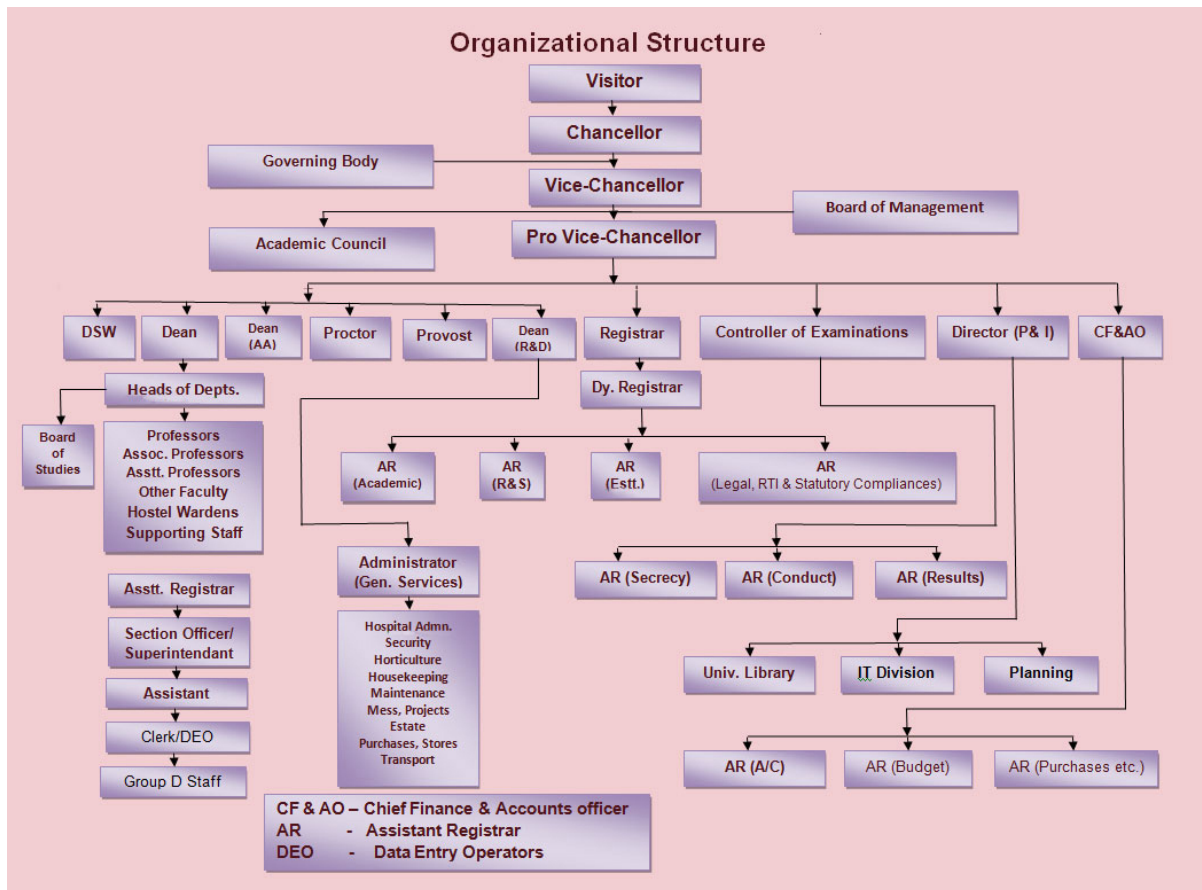 Organizational Structure
Visitor
Chancellor
Governing Body
Vice-Chancellor
Board of Management
Academic Council
Pro Vice-Chancellor
DSW
Dean
Dean
(AA)
Proctor
Provost
Dean
(R&D)
Registrar
Controller of Examinations
Director (P& I)
CF&AO
Heads of Depts.
Dy. Registrar
Board
of
Studies
Professors
Assoc. Professors
Asstt. Professors
Other Faculty
Hostel Wardens
Supporting Staff
AR
(Academic)
AR
(R&S)
AR
(Estt.)
AR
(Legal, RTI & Statutory Compliances)
Administrator
(Gen. Services)
AR (Secrecy)
AR (Conduct)
AR (Results)
Asstt. Registrar
Section Officer/
Superintendant
Assistant
Clerk/DEO
Group D Staff
Hospital Admn.
Security
Horticulture
Housekeeping
Maintenance
Mess, Projects
Estate
Purchases, Stores
Transport
Univ. Library
IT Division
Planning
AR (A/C)
AR (Budget)
AR (Purchases etc.)
CF & AO – Chief Finance & Accounts officer
AR - Assistant Registrar
DEO - Data Entry Operators